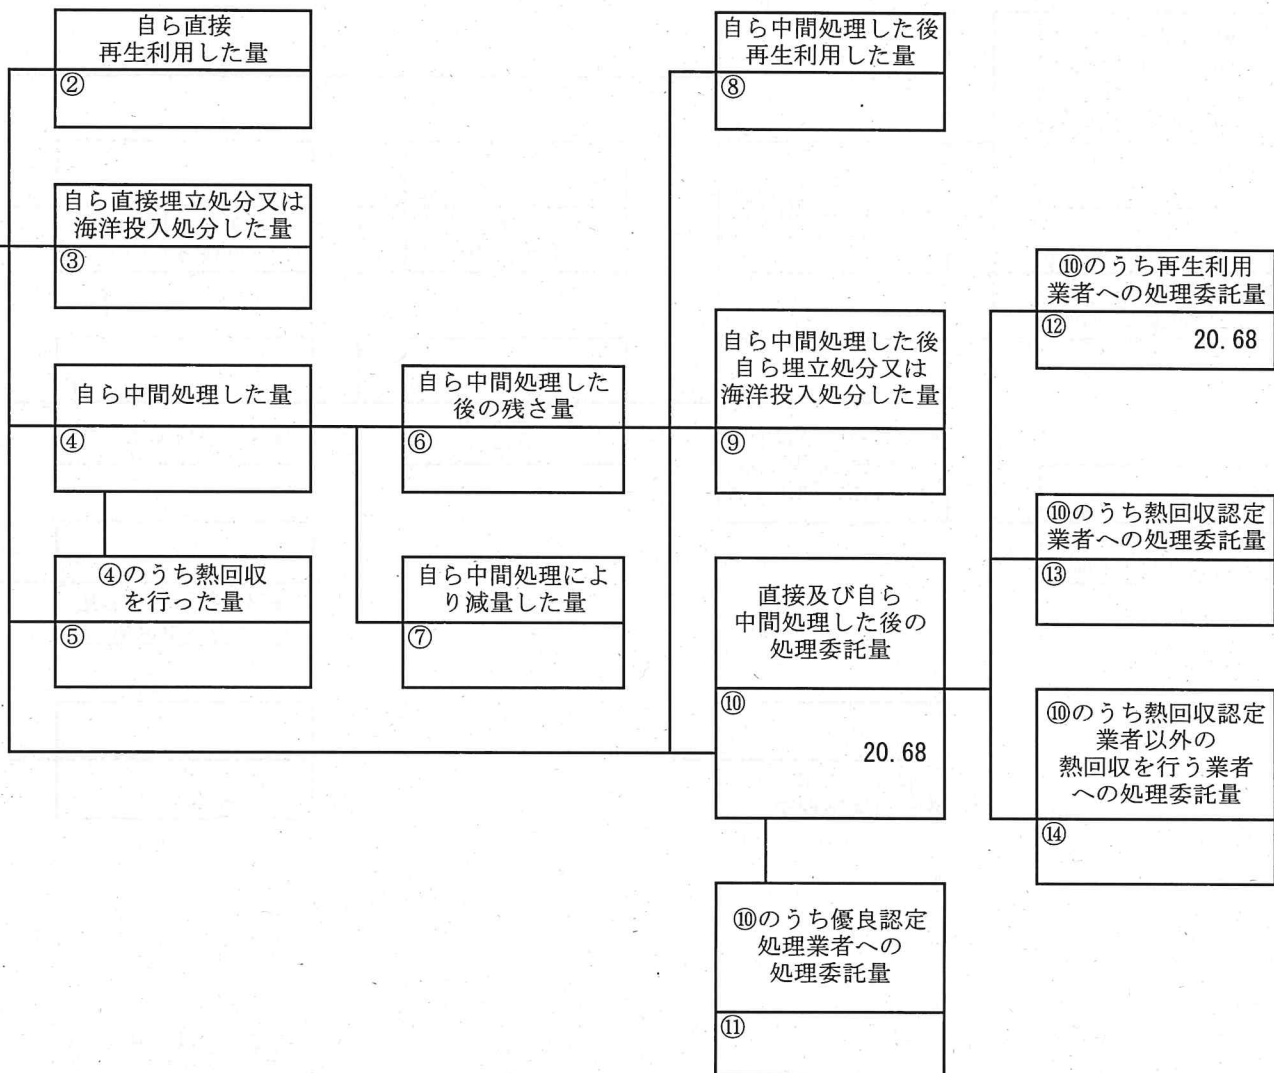 自ら直接
再生利用した量
②
自ら直接埋立処分又は
海洋投入処分した量
③
自ら中間処理した量
④
④のうち熱回収
を行った量
⑤
自ら中間処理した
後の残さ量
⑥
自ら中間処理によ
り減量した量
⑦
自ら中間処理した後
再生利用した量
⑧
自ら中間処理した後
自ら埋立処分又は
海洋投入処分した量
⑨
直接及び自ら
中間処理した後の
処理委託量
⑩
20.68
⑩のうち優良認定
処理業者への
処理委託量
⑪
⑩のうち再生利用
業者への処理委託量
⑫
20.68
⑩のうち熱回収認定
業者への処理委託量
⑬
⑩のうち熱回収認定
業者以外の
熱回収を行う業者
への処理委託量
⑭